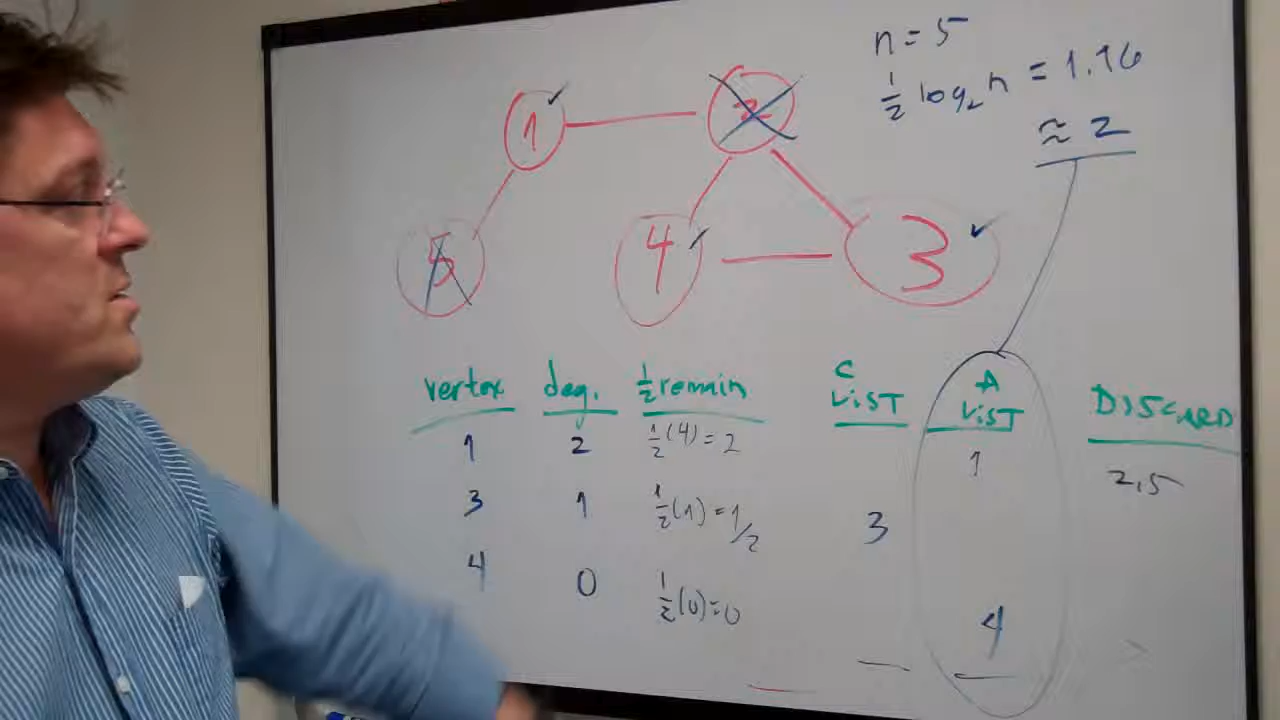 n = 5
1/2 log₂ n = 1.16
≈ 2
1
2
5
4
3
vertex deg. 1/2 remain C LIST A LIST DISCARD
1 2 1/2(4) = 2 1 2,5
3 1 1/2(1) = 1/2 3
4 0 1/2(0) = 0 4